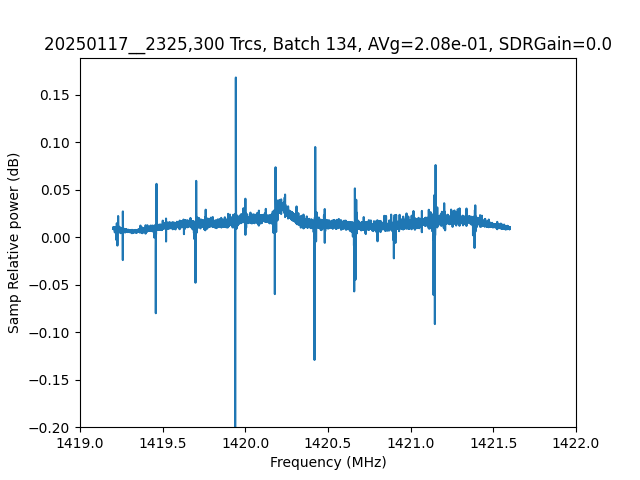 20250117__2325,300 Trcs, Batch 134, AVg=2.08e-01, SDRGain=0.0
Samp Relative power (dB)
0.15
0.10
0.05
0.00
−0.05
−0.10
−0.15
−0.20
1419.0 1419.5 1420.0 1420.5 1421.0 1421.5 1422.0
Frequency (MHz)